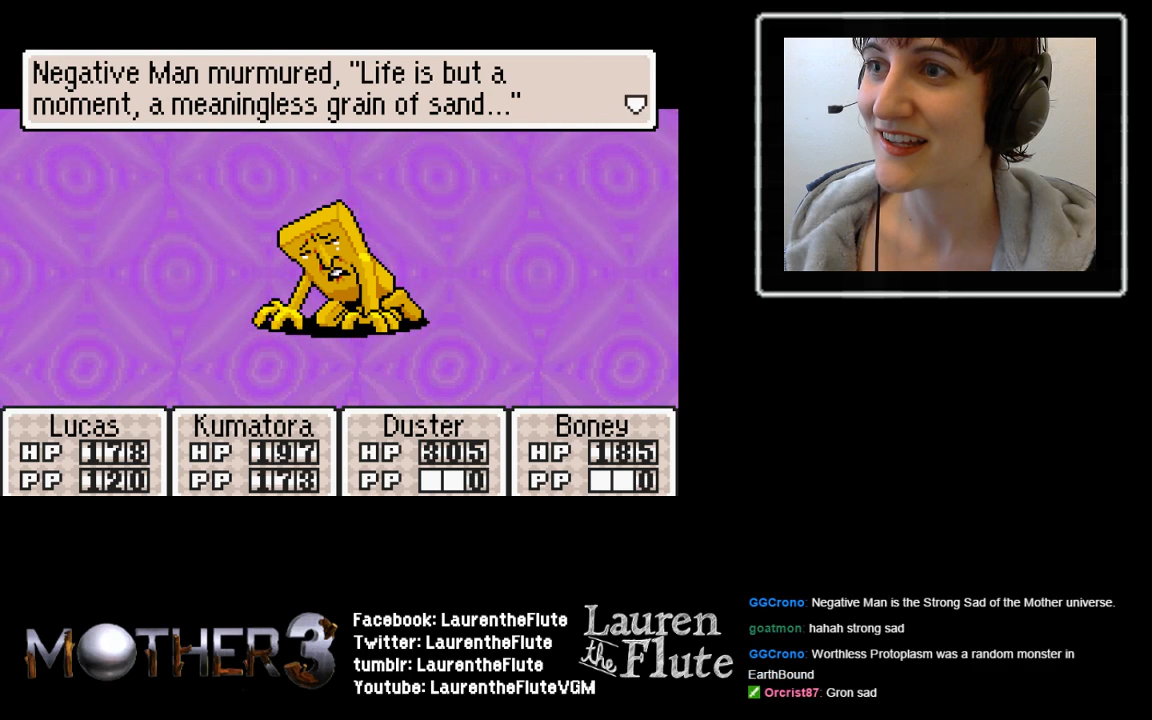 Negative Man murmured, "Life is but a
moment, a meaningless grain of sand..."
Lucas
HP 178
PP 120
Kumatora
HP 197
PP 173
Duster
HP 305
PP 0
Boney
HP 185
PP 0
MOTHER 3
Facebook: LaurentheFlute
Twitter: LaurentheFlute
tumblr: LaurentheFlute
Youtube: LaurentheFluteVGM
Lauren
the Flute
GGCrono: Negative Man is the Strong Sad of the Mother universe.
goatmon: hahah strong sad
GGCrono: Worthless Protoplasm was a random monster in
EarthBound
Orcrist87: Gron sad